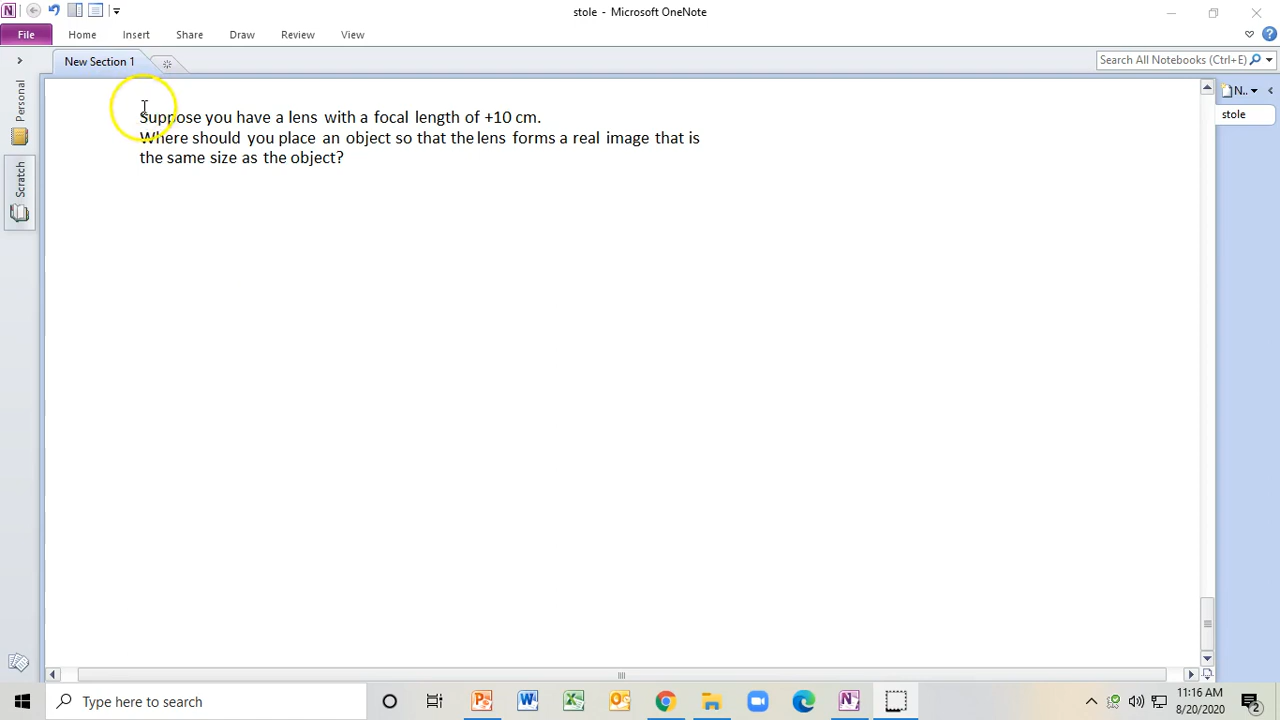 stole - Microsoft OneNote
File Home Insert Share Draw Review View
New Section 1
Search All Notebooks (Ctrl+E)
Personal
Scratch
N..
stole
Suppose you have a lens with a focal length of +10 cm.
Where should you place an object so that the lens forms a real image that is
the same size as the object?
Type here to search
11:16 AM
8/20/2020
2